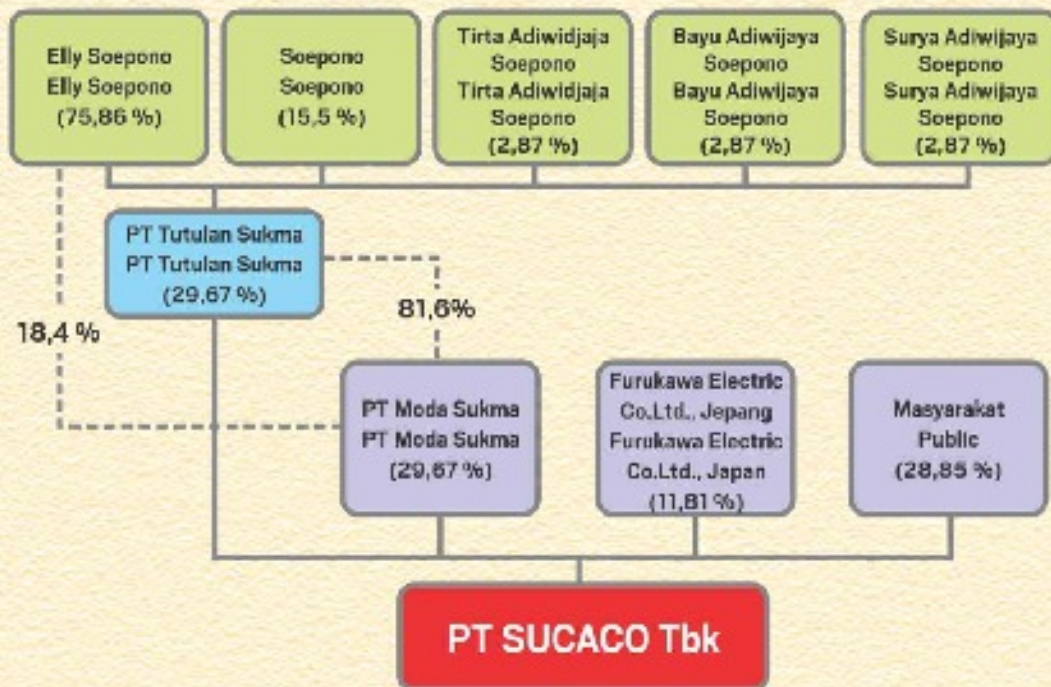 Elly Soepono
Elly Soepono
(75,86 %)
Soepono
Soepono
(15,5 %)
Tirta Adiwidjaja
Soepono
Tirta Adiwidjaja
Soepono
(2,87 %)
Bayu Adiwijaya
Soepono
Bayu Adiwijaya
Soepono
(2,87 %)
Surya Adiwijaya
Soepono
Surya Adiwijaya
Soepono
(2,87 %)
PT Tutulan Sukma
PT Tutulan Sukma
(29,67 %)
18,4 %
81,6%
PT Moda Sukma
PT Moda Sukma
(29,67 %)
Furukawa Electric
Co.Ltd., Jepang
Furukawa Electric
Co.Ltd., Japan
(11,81 %)
Masyarakat
Public
(28,85 %)
PT SUCACO Tbk